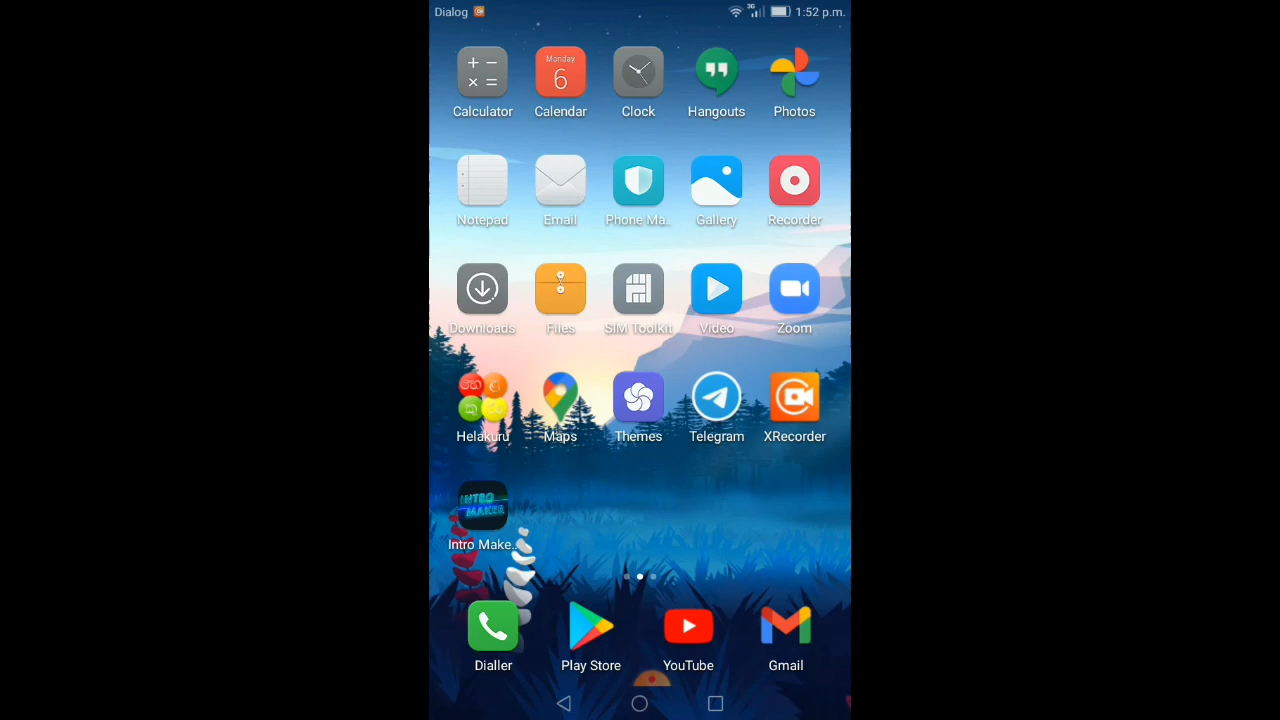 Dialog 3G 1:52 p.m.
Monday
6
Calculator Calendar Clock Hangouts Photos
Notepad Email Phone Ma.. Gallery Recorder
Downloads Files SIM Toolkit Video Zoom
Helakuru Maps Themes Telegram XRecorder
INTRO
MAKER
Intro Make..
Dialler Play Store YouTube Gmail